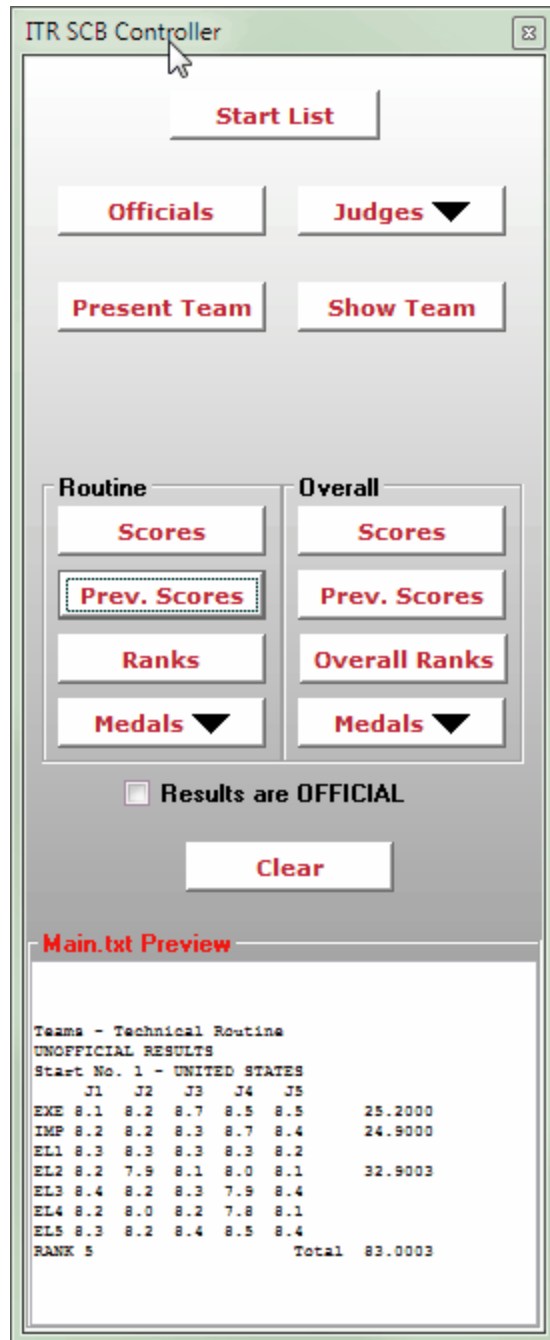 ITR SCB Controller
Start List
Officials
Judges
Present Team
Show Team
Routine
Overall
Scores
Scores
Prev. Scores
Prev. Scores
Ranks
Overall Ranks
Medals
Medals
Results are OFFICIAL
Clear
Main.txt Preview
Teams - Technical Routine
UNOFFICIAL RESULTS
Start No. 1 - UNITED STATES
J1 J2 J3 J4 J5
EXE 8.1 8.2 8.7 8.5 8.5 25.2000
IMP 8.2 8.2 8.3 8.7 8.4 24.9000
EL1 8.3 8.3 8.3 8.3 8.2
EL2 8.2 7.9 8.1 8.0 8.1 32.9003
EL3 8.4 8.2 8.3 7.9 8.4
EL4 8.2 8.0 8.2 7.8 8.1
EL5 8.3 8.2 8.4 8.5 8.4
RANK 5 Total 83.0003